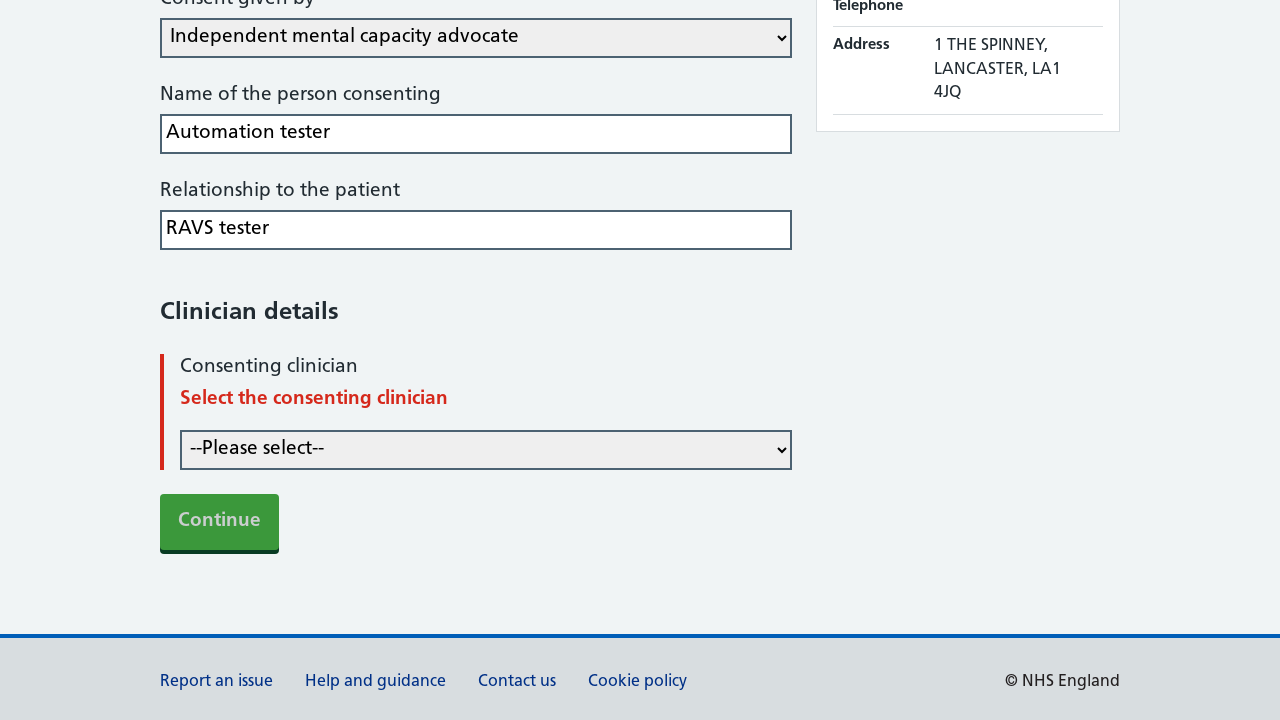 Consent given by
Independent mental capacity advocate
Name of the person consenting
Automation tester
Relationship to the patient
RAVS tester
Clinician details
Consenting clinician
Select the consenting clinician
--Please select--
Continue
Telephone
Address 1 THE SPINNEY,
LANCASTER, LA1
4JQ
Report an issue Help and guidance Contact us Cookie policy © NHS England